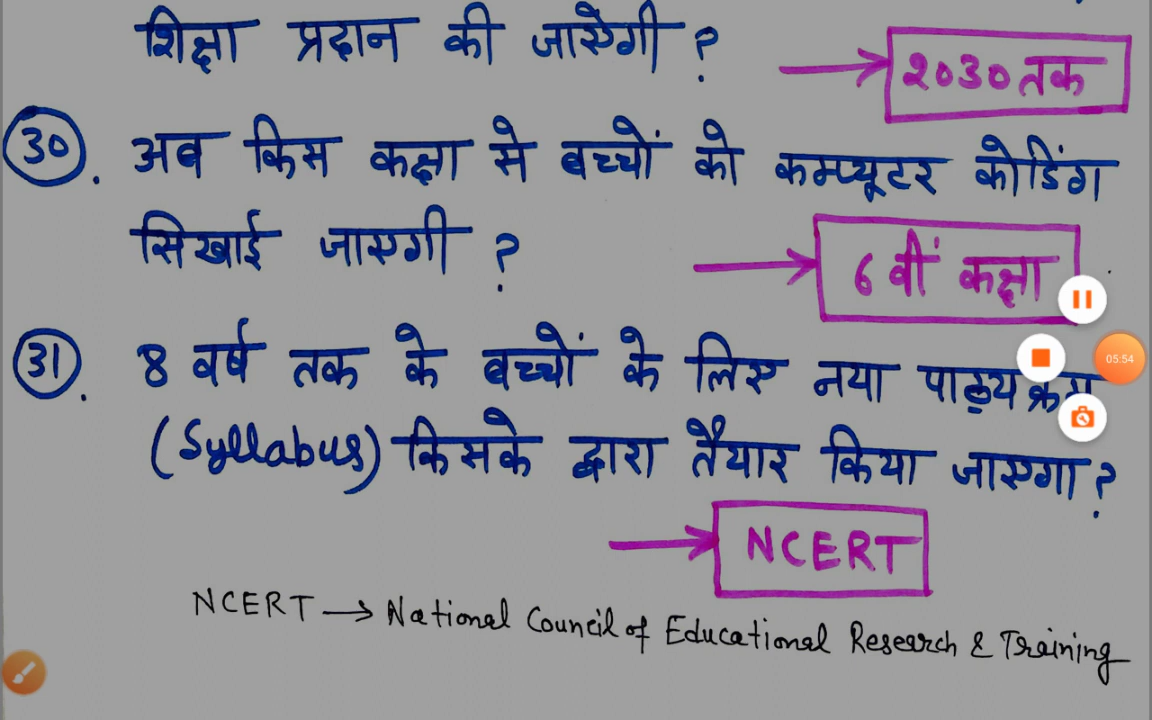 शिक्षा प्रदान की जाएगी ?
→ 2030 तक
30. अब किस कक्षा से बच्चों को कम्प्यूटर कोडिंग
सिखाई जाएगी ?
→ 6 वीं कक्षा
31. 8 वर्ष तक के बच्चों के लिए नया पाठ्यक्रम
05:54
(Syllabus) किसके द्वारा तैयार किया जाएगा ?
→ NCERT
NCERT → National Council of Educational Research & Training